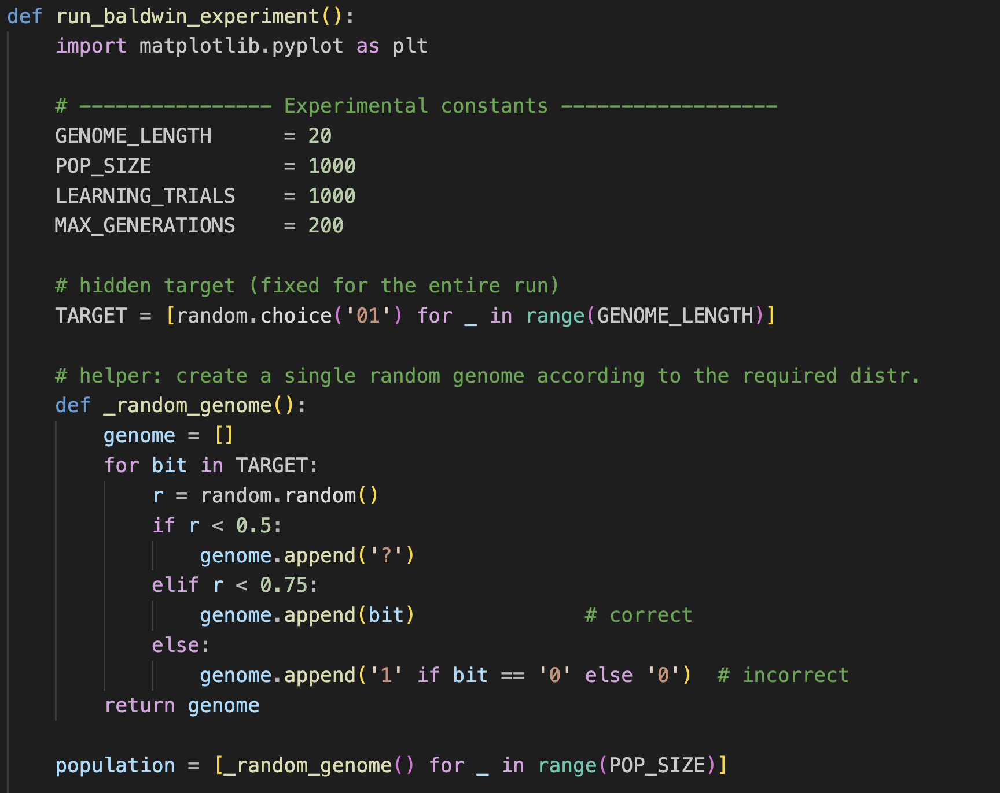 def run_baldwin_experiment():
    import matplotlib.pyplot as plt

    # ---------------- Experimental constants ------------------
    GENOME_LENGTH      = 20
    POP_SIZE           = 1000
    LEARNING_TRIALS    = 1000
    MAX_GENERATIONS    = 200

    # hidden target (fixed for the entire run)
    TARGET = [random.choice('01') for _ in range(GENOME_LENGTH)]

    # helper: create a single random genome according to the required distr.
    def _random_genome():
        genome = []
        for bit in TARGET:
            r = random.random()
            if r < 0.5:
                genome.append('?')
            elif r < 0.75:
                genome.append(bit)              # correct
            else:
                genome.append('1' if bit == '0' else '0')  # incorrect
        return genome

    population = [_random_genome() for _ in range(POP_SIZE)]